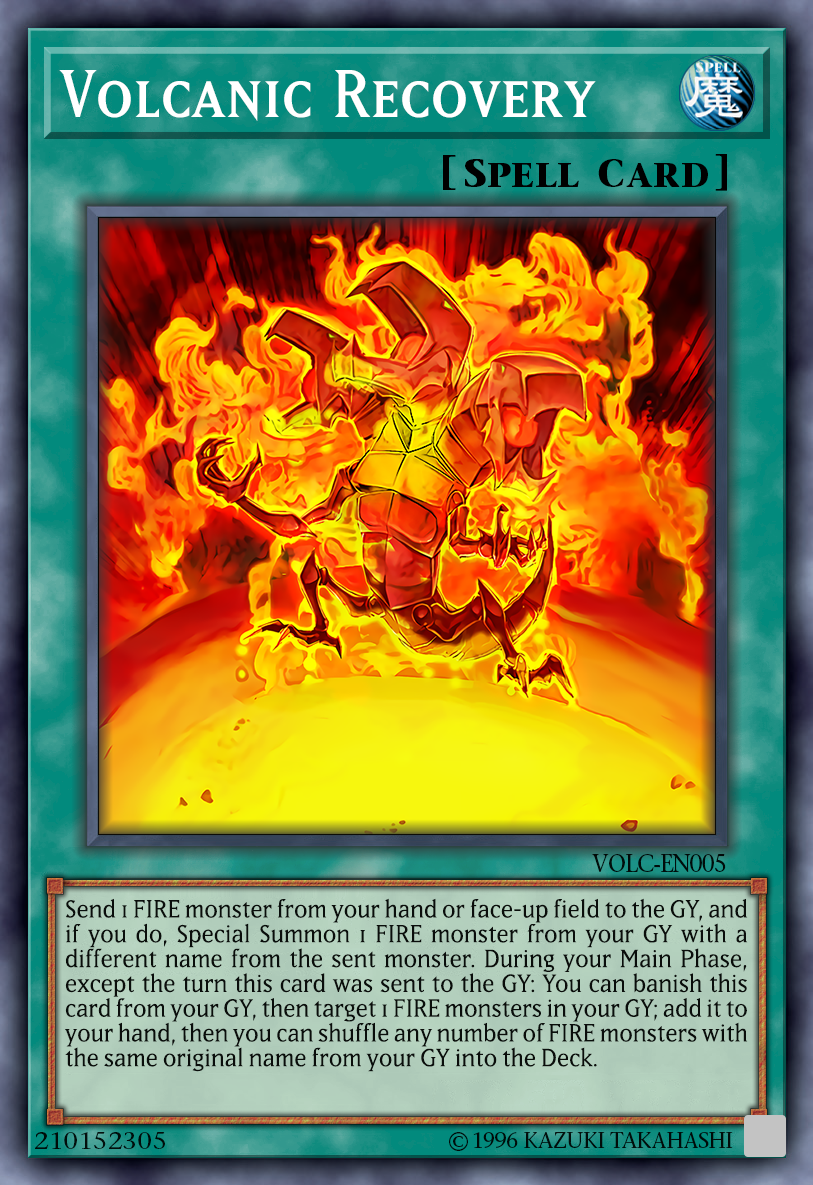 VOLCANIC RECOVERY
SPELL
魔
[SPELL CARD]
VOLC-EN005
Send 1 FIRE monster from your hand or face-up field to the GY, and
if you do, Special Summon 1 FIRE monster from your GY with a
different name from the sent monster. During your Main Phase,
except the turn this card was sent to the GY: You can banish this
card from your GY, then target 1 FIRE monsters in your GY; add it to
your hand, then you can shuffle any number of FIRE monsters with
the same original name from your GY into the Deck.
210152305
© 1996 KAZUKI TAKAHASHI